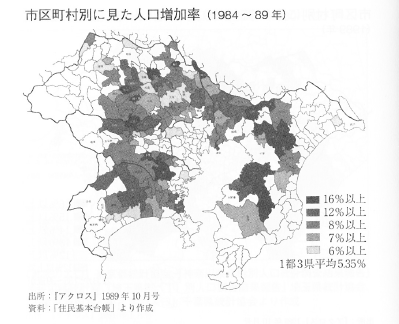 市区町村別に見た人口増加率（1984～89年）
16%以上
12%以上
8%以上
7%以上
6%以上
1都3県平均5.35%
出所：『アクロス』1989年10月号
資料：「住民基本台帳」より作成